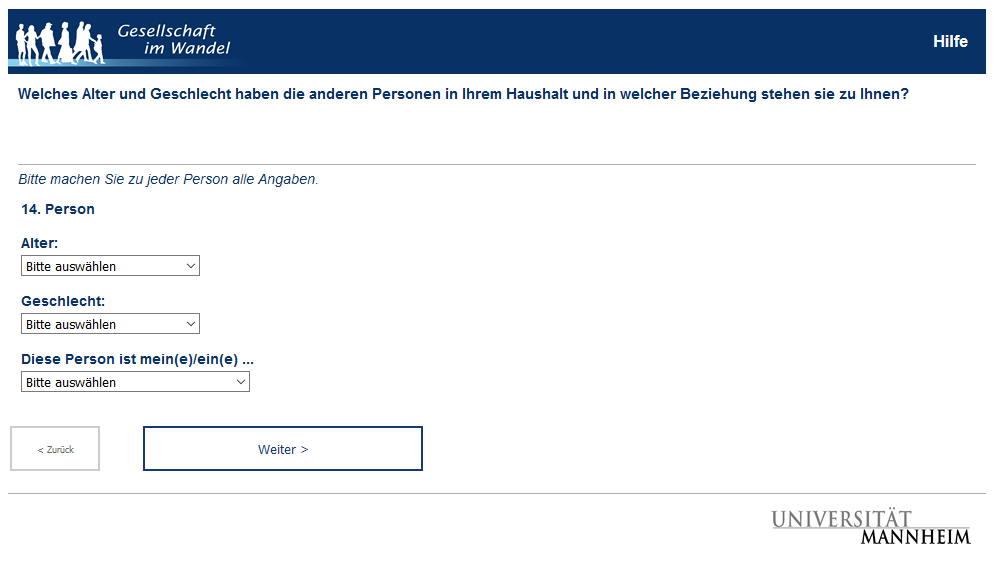 Gesellschaft
im Wandel
Hilfe
Welches Alter und Geschlecht haben die anderen Personen in Ihrem Haushalt und in welcher Beziehung stehen sie zu Ihnen?
Bitte machen Sie zu jeder Person alle Angaben.
14. Person
Alter:
Bitte auswählen
Geschlecht:
Bitte auswählen
Diese Person ist mein(e)/ein(e) ...
Bitte auswählen
< Zurück
Weiter >
UNIVERSITÄT
MANNHEIM